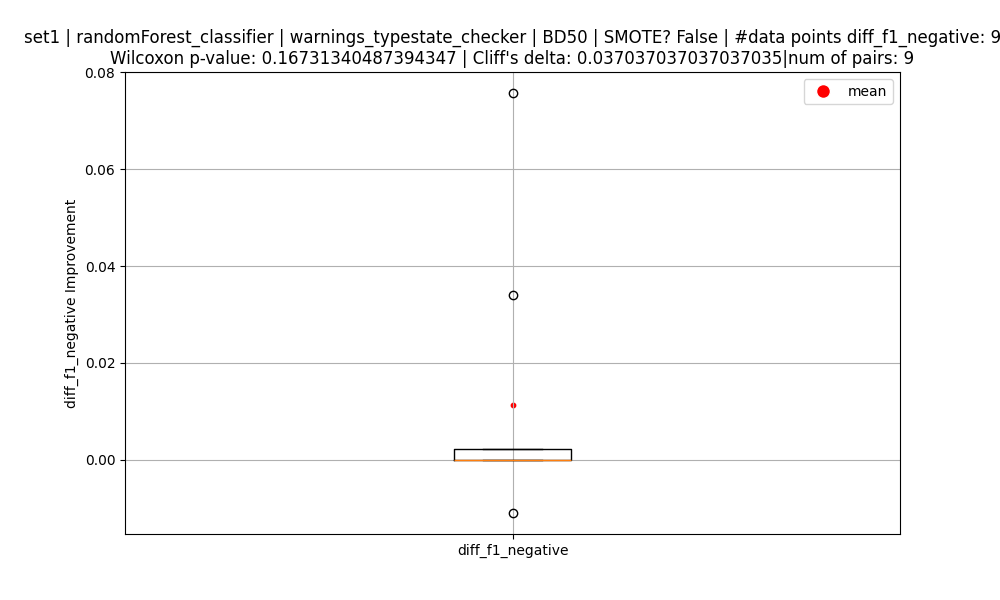 set1 | randomForest_classifier | warnings_typestate_checker | BD50 | SMOTE? False | #data points diff_f1_negative: 9
Wilcoxon p-value: 0.16731340487394347 | Cliff's delta: 0.037037037037037035|num of pairs: 9
mean
0.08
0.06
0.04
0.02
0.00
diff_f1_negative Improvement
diff_f1_negative